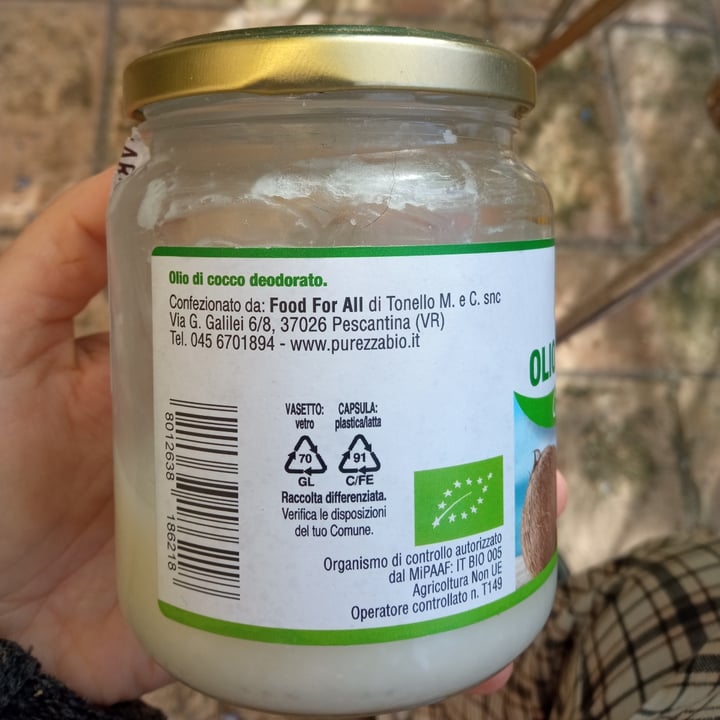 Olio di cocco deodorato.
Confezionato da: Food For All di Tonello M. e C. snc
Via G. Galilei 6/8, 37026 Pescantina (VR)
Tel. 045 6701894 - www.purezzabio.it
VASETTO:
vetro
CAPSULA:
plastica/latta
70
GL
91
C/FE
Raccolta differenziata.
Verifica le disposizioni
del tuo Comune.
Organismo di controllo autorizzato
dal MiPAAF: IT BIO 005
Agricoltura Non UE
Operatore controllato n. T149
8012638 186218